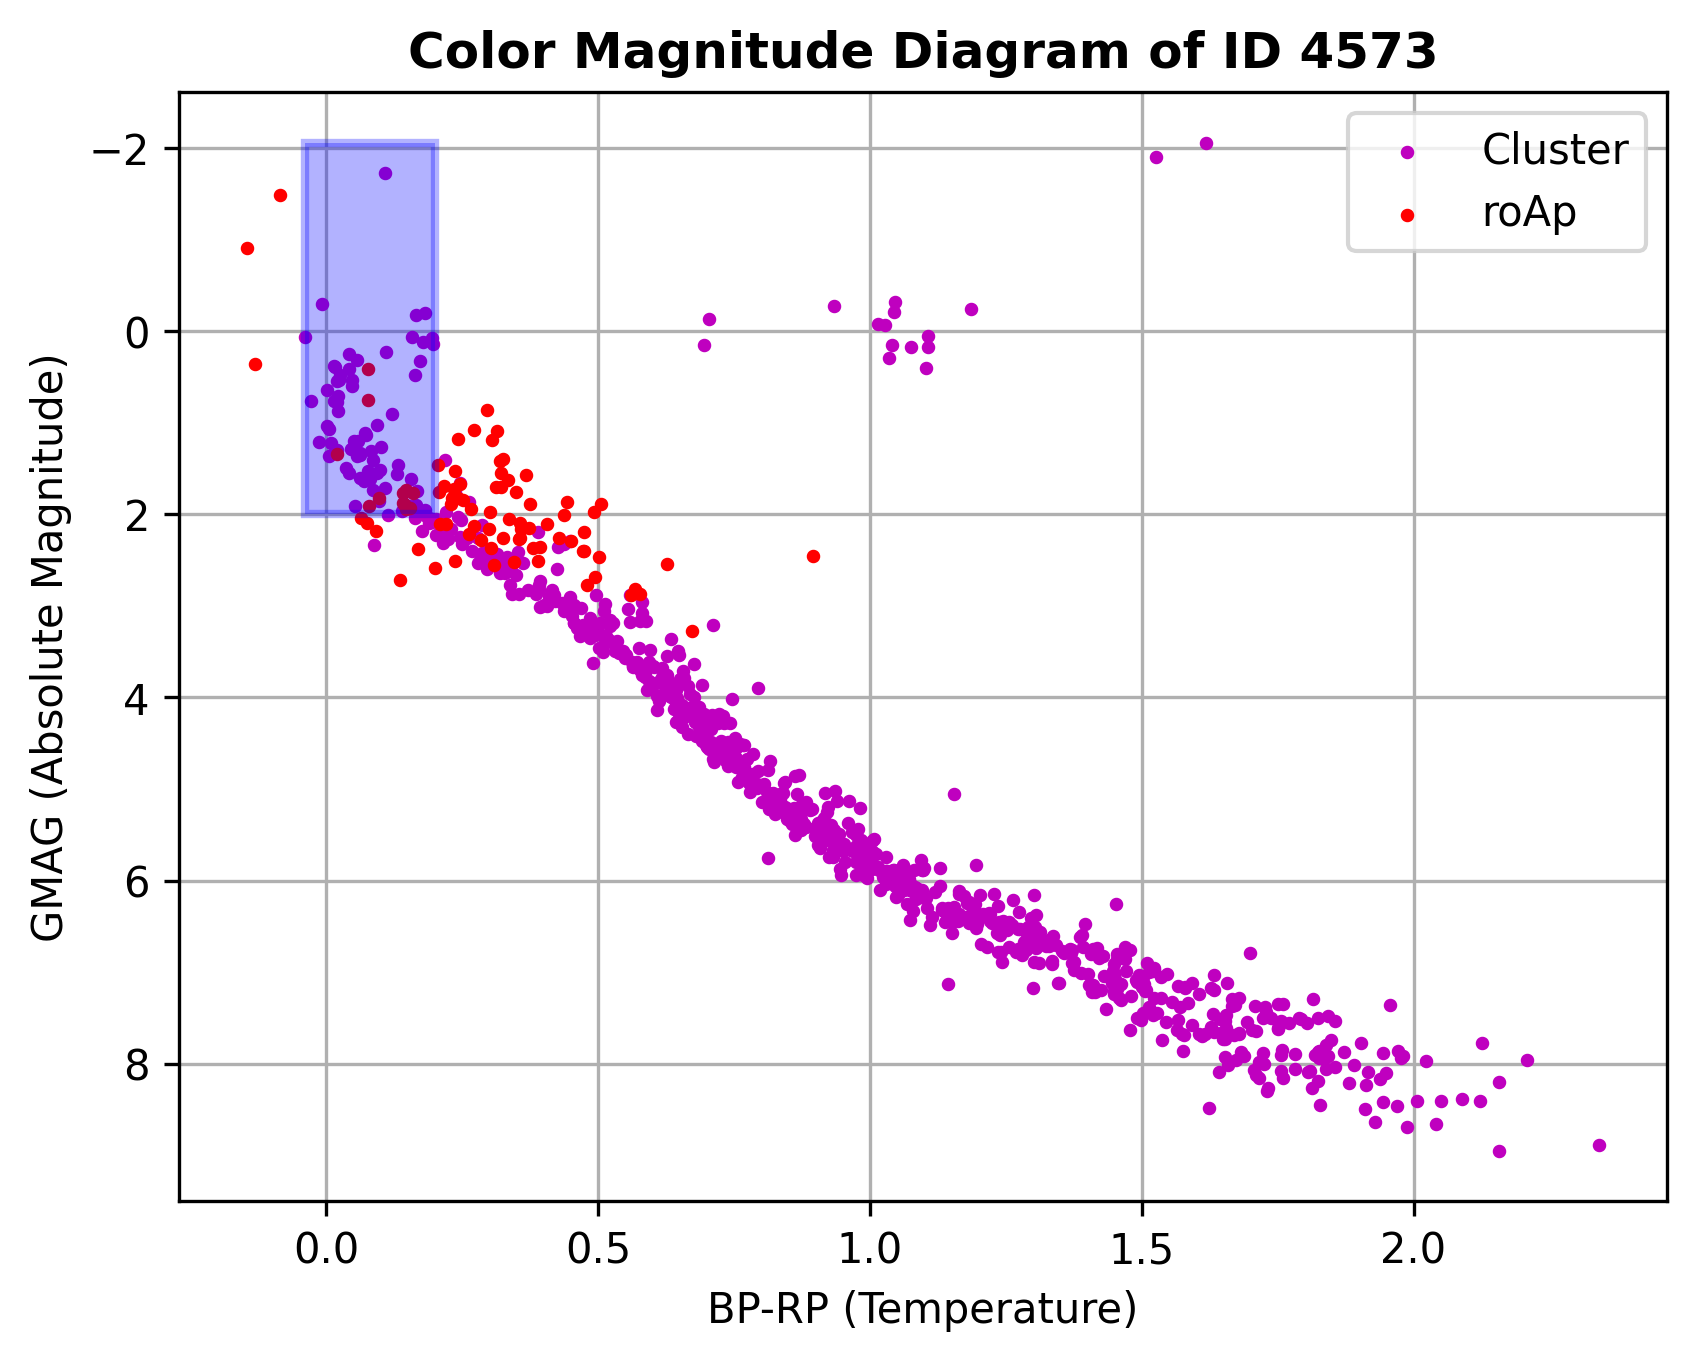 Color Magnitude Diagram of ID 4573
Cluster
roAp
−2
0
2
4
6
8
GMAG (Absolute Magnitude)
0.0 0.5 1.0 1.5 2.0
BP-RP (Temperature)